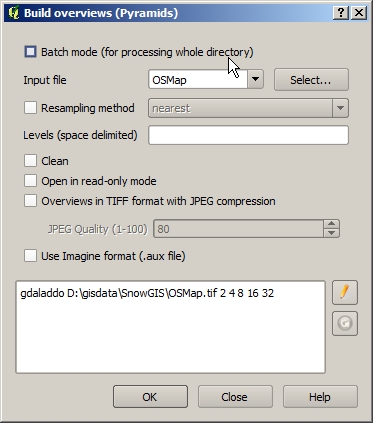 Build overviews (Pyramids)
Batch mode (for processing whole directory)
Input file OSMap Select...
Resampling method nearest
Levels (space delimited)
Clean
Open in read-only mode
Overviews in TIFF format with JPEG compression
JPEG Quality (1-100) 80
Use Imagine format (.aux file)
gdaladdo D:\gisdata\SnowGIS\OSMap.tif 2 4 8 16 32
OK Close Help